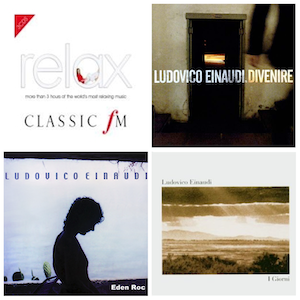 2CDS
relax
more than 3 hours of the world's most relaxing music
CLASSIC fM
LUDOVICO EINAUDI.DIVENIRE
LUDOVICO EINAUDI
Eden Roc
Ludovico Einaudi
I Giorni